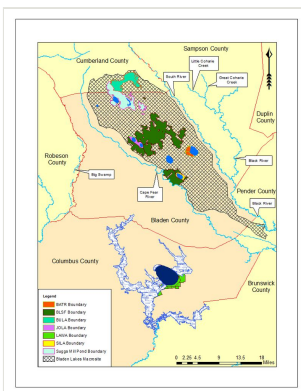 Sampson County
Cumberland County
South River
Little Coharie
Creek
Great Coharie
Creek
Duplin
County
Robeson
County
Big Swamp
Black River
Cape Fear
River
Pender County
Black River
Bladen County
Columbus County
Brunswick
County
Legend
BATR Boundary
BLSF Boundary
JOLA Boundary
LAWA Boundary
SILA Boundary
Suggs Mill Pond Boundary
Bladen Lakes Macrosite
0 2.25 4.5 9 13.5 18
Miles